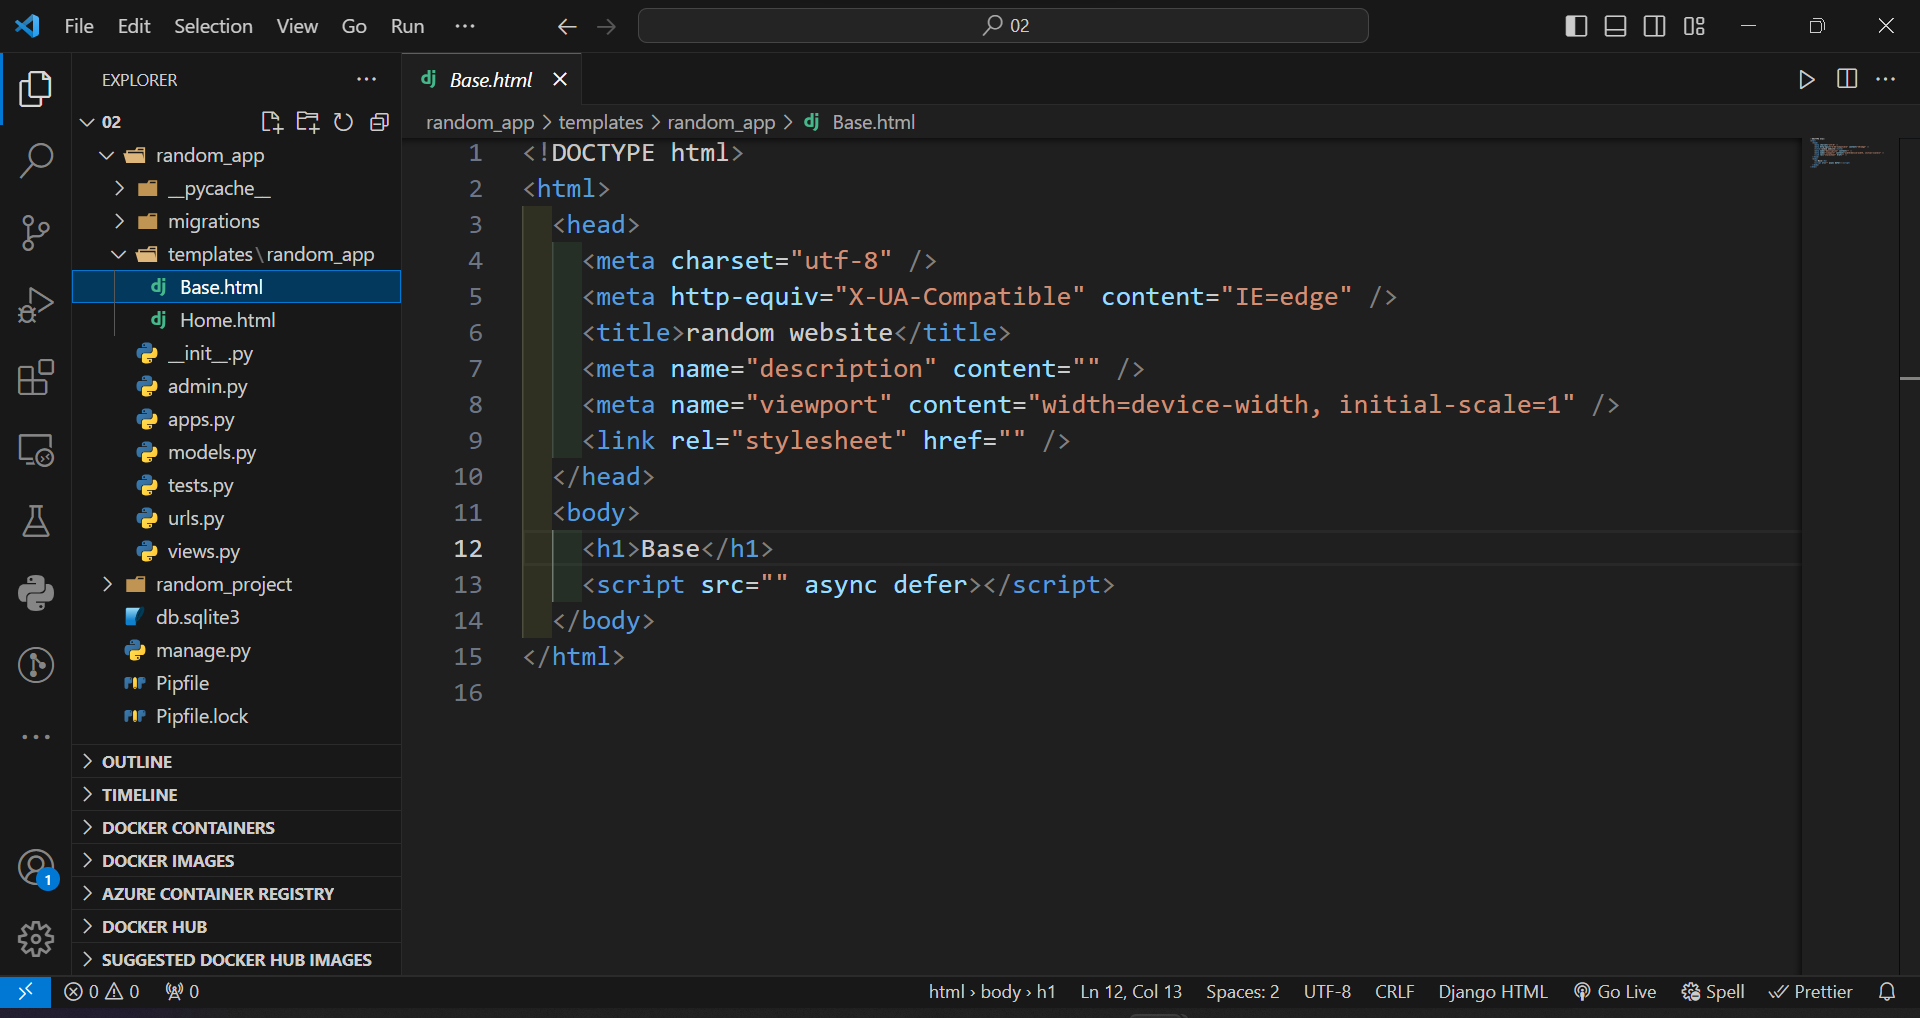 File Edit Selection View Go Run ···
02
EXPLORER
02
random_app
__pycache__
migrations
templates\random_app
Base.html
Home.html
__init__.py
admin.py
apps.py
models.py
tests.py
urls.py
views.py
random_project
db.sqlite3
manage.py
Pipfile
Pipfile.lock
OUTLINE
TIMELINE
DOCKER CONTAINERS
DOCKER IMAGES
AZURE CONTAINER REGISTRY
DOCKER HUB
SUGGESTED DOCKER HUB IMAGES
1
Base.html
random_app > templates > random_app > Base.html
1 <!DOCTYPE html>
2 <html>
3 <head>
4 <meta charset="utf-8" />
5 <meta http-equiv="X-UA-Compatible" content="IE=edge" />
6 <title>random website</title>
7 <meta name="description" content="" />
8 <meta name="viewport" content="width=device-width, initial-scale=1" />
9 <link rel="stylesheet" href="" />
10 </head>
11 <body>
12 <h1>Base</h1>
13 <script src="" async defer></script>
14 </body>
15 </html>
16
0 0 0 html › body › h1 Ln 12, Col 13 Spaces: 2 UTF-8 CRLF Django HTML Go Live Spell Prettier